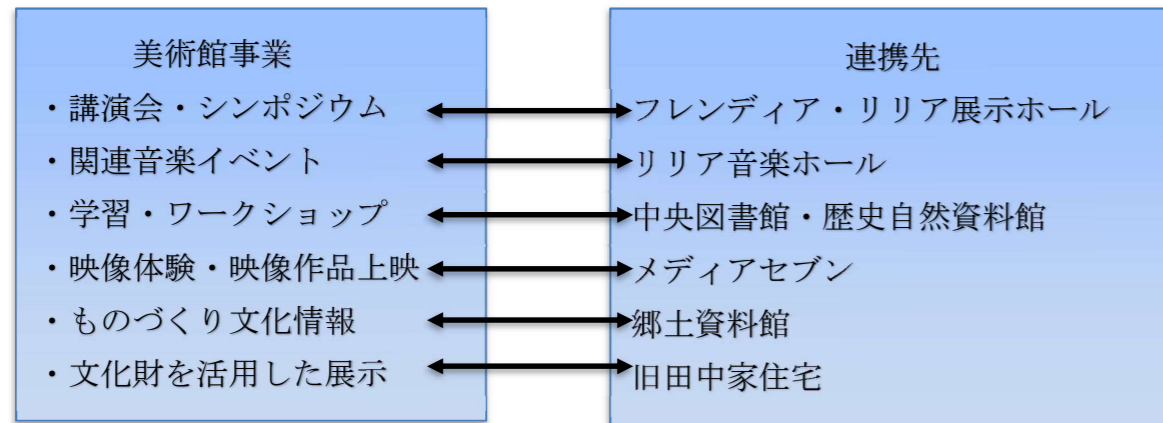 美術館事業
・講演会・シンポジウム
・関連音楽イベント
・学習・ワークショップ
・映像体験・映像作品上映
・ものづくり文化情報
・文化財を活用した展示
連携先
フレンディア・リリア展示ホール
リリア音楽ホール
中央図書館・歴史自然資料館
メディアセブン
郷土資料館
旧田中家住宅